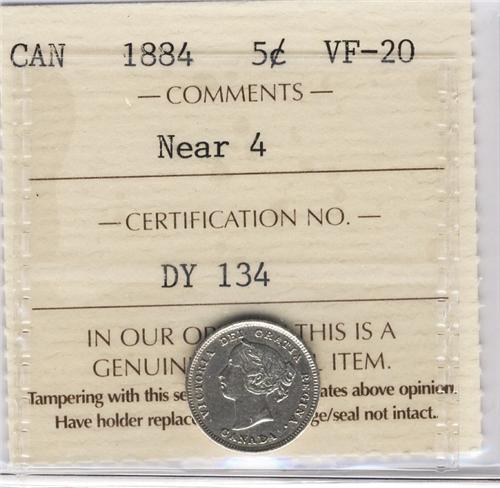 CAN 1884 5¢ VF-20
— COMMENTS —
Near 4
— CERTIFICATION NO. —
DY 134
IN OUR THIS IS A
ITEM.
Tampering with this above opinion.
Have holder not intact.
VICTORIA DEI GRATIA REGINA.
CANADA